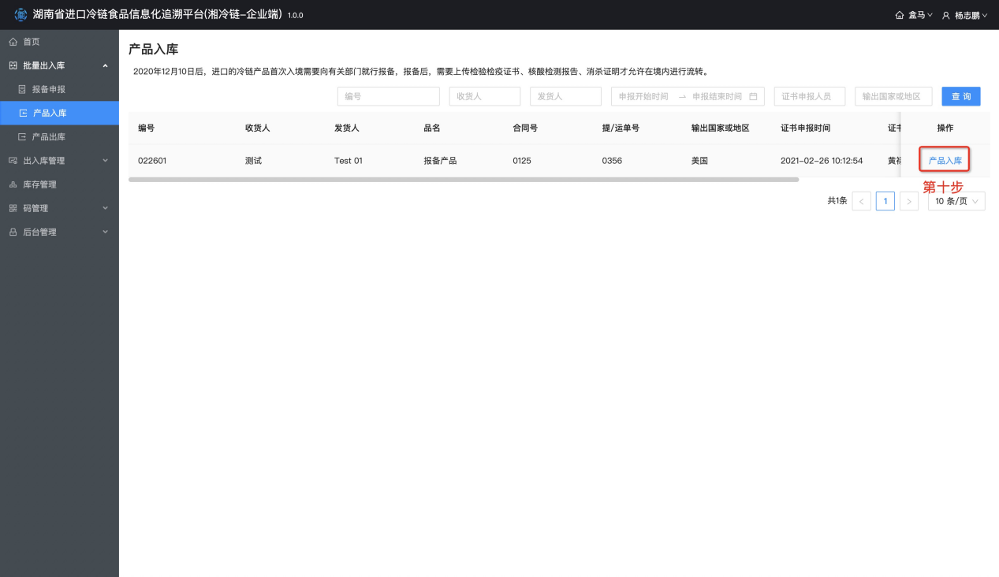 湖南省进口冷链食品信息化追溯平台(湘冷链-企业端) 1.0.0
盒马 杨志鹏
首页
批量出入库
报备申报
产品入库
产品出库
出入库管理
库存管理
码管理
后台管理
产品入库
2020年12月10日后，进口的冷链产品首次入境需要向有关部门就行报备，报备后，需要上传检验检疫证书、核酸检测报告、消杀证明才允许在境内进行流转。
编号 收货人 发货人 申报开始时间 → 申报结束时间 证书申报人员 输出国家或地区 查 询
编号 收货人 发货人 品名 合同号 提/运单号 输出国家或地区 证书申报时间 证书 操作
022601 测试 Test 01 报备产品 0125 0356 美国 2021-02-26 10:12:54 黄 产品入库
第十步
共1条 < 1 > 10 条/页